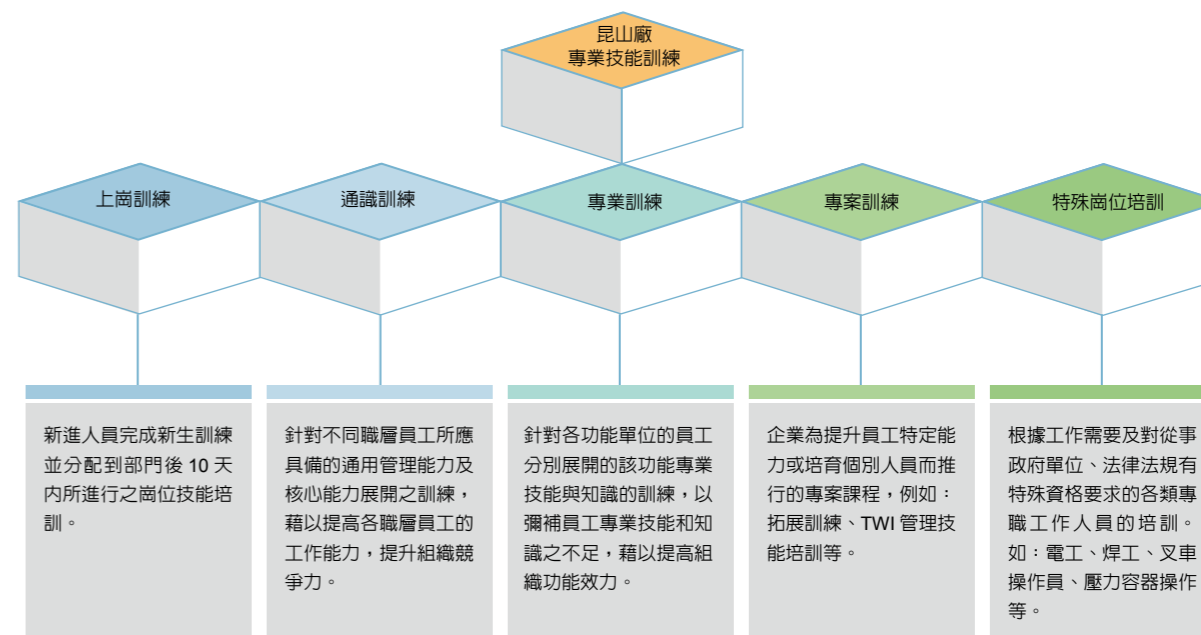 昆山廠
專業技能訓練
上崗訓練
通識訓練
專業訓練
專案訓練
特殊崗位培訓
新進人員完成新生訓練
並分配到部門後 10 天
內所進行之崗位技能培
訓。
針對不同職層員工所應
具備的通用管理能力及
核心能力展開之訓練，
藉以提高各職層員工的
工作能力，提升組織競
爭力。
針對各功能單位的員工
分別展開的該功能專業
技能與知識的訓練，以
彌補員工專業技能和知
識之不足，藉以提高組
織功能效力。
企業為提升員工特定能
力或培育個別人員而推
行的專案課程，例如：
拓展訓練、TWI 管理技
能培訓等。
根據工作需要及對從事
政府單位、法律法規有
特殊資格要求的各類專
職工作人員的培訓。
如：電工、焊工、叉車
操作員、壓力容器操作
等。